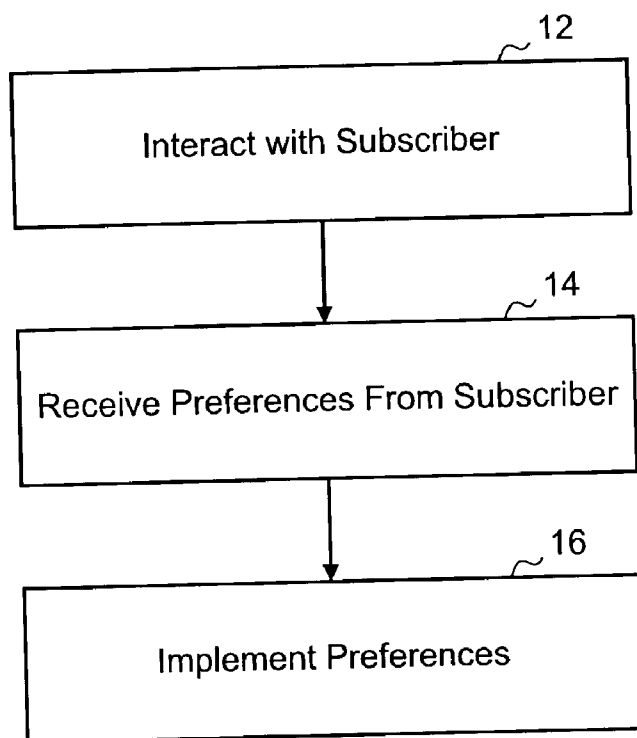 12
Interact with Subscriber
14
Receive Preferences From Subscriber
16
Implement Preferences